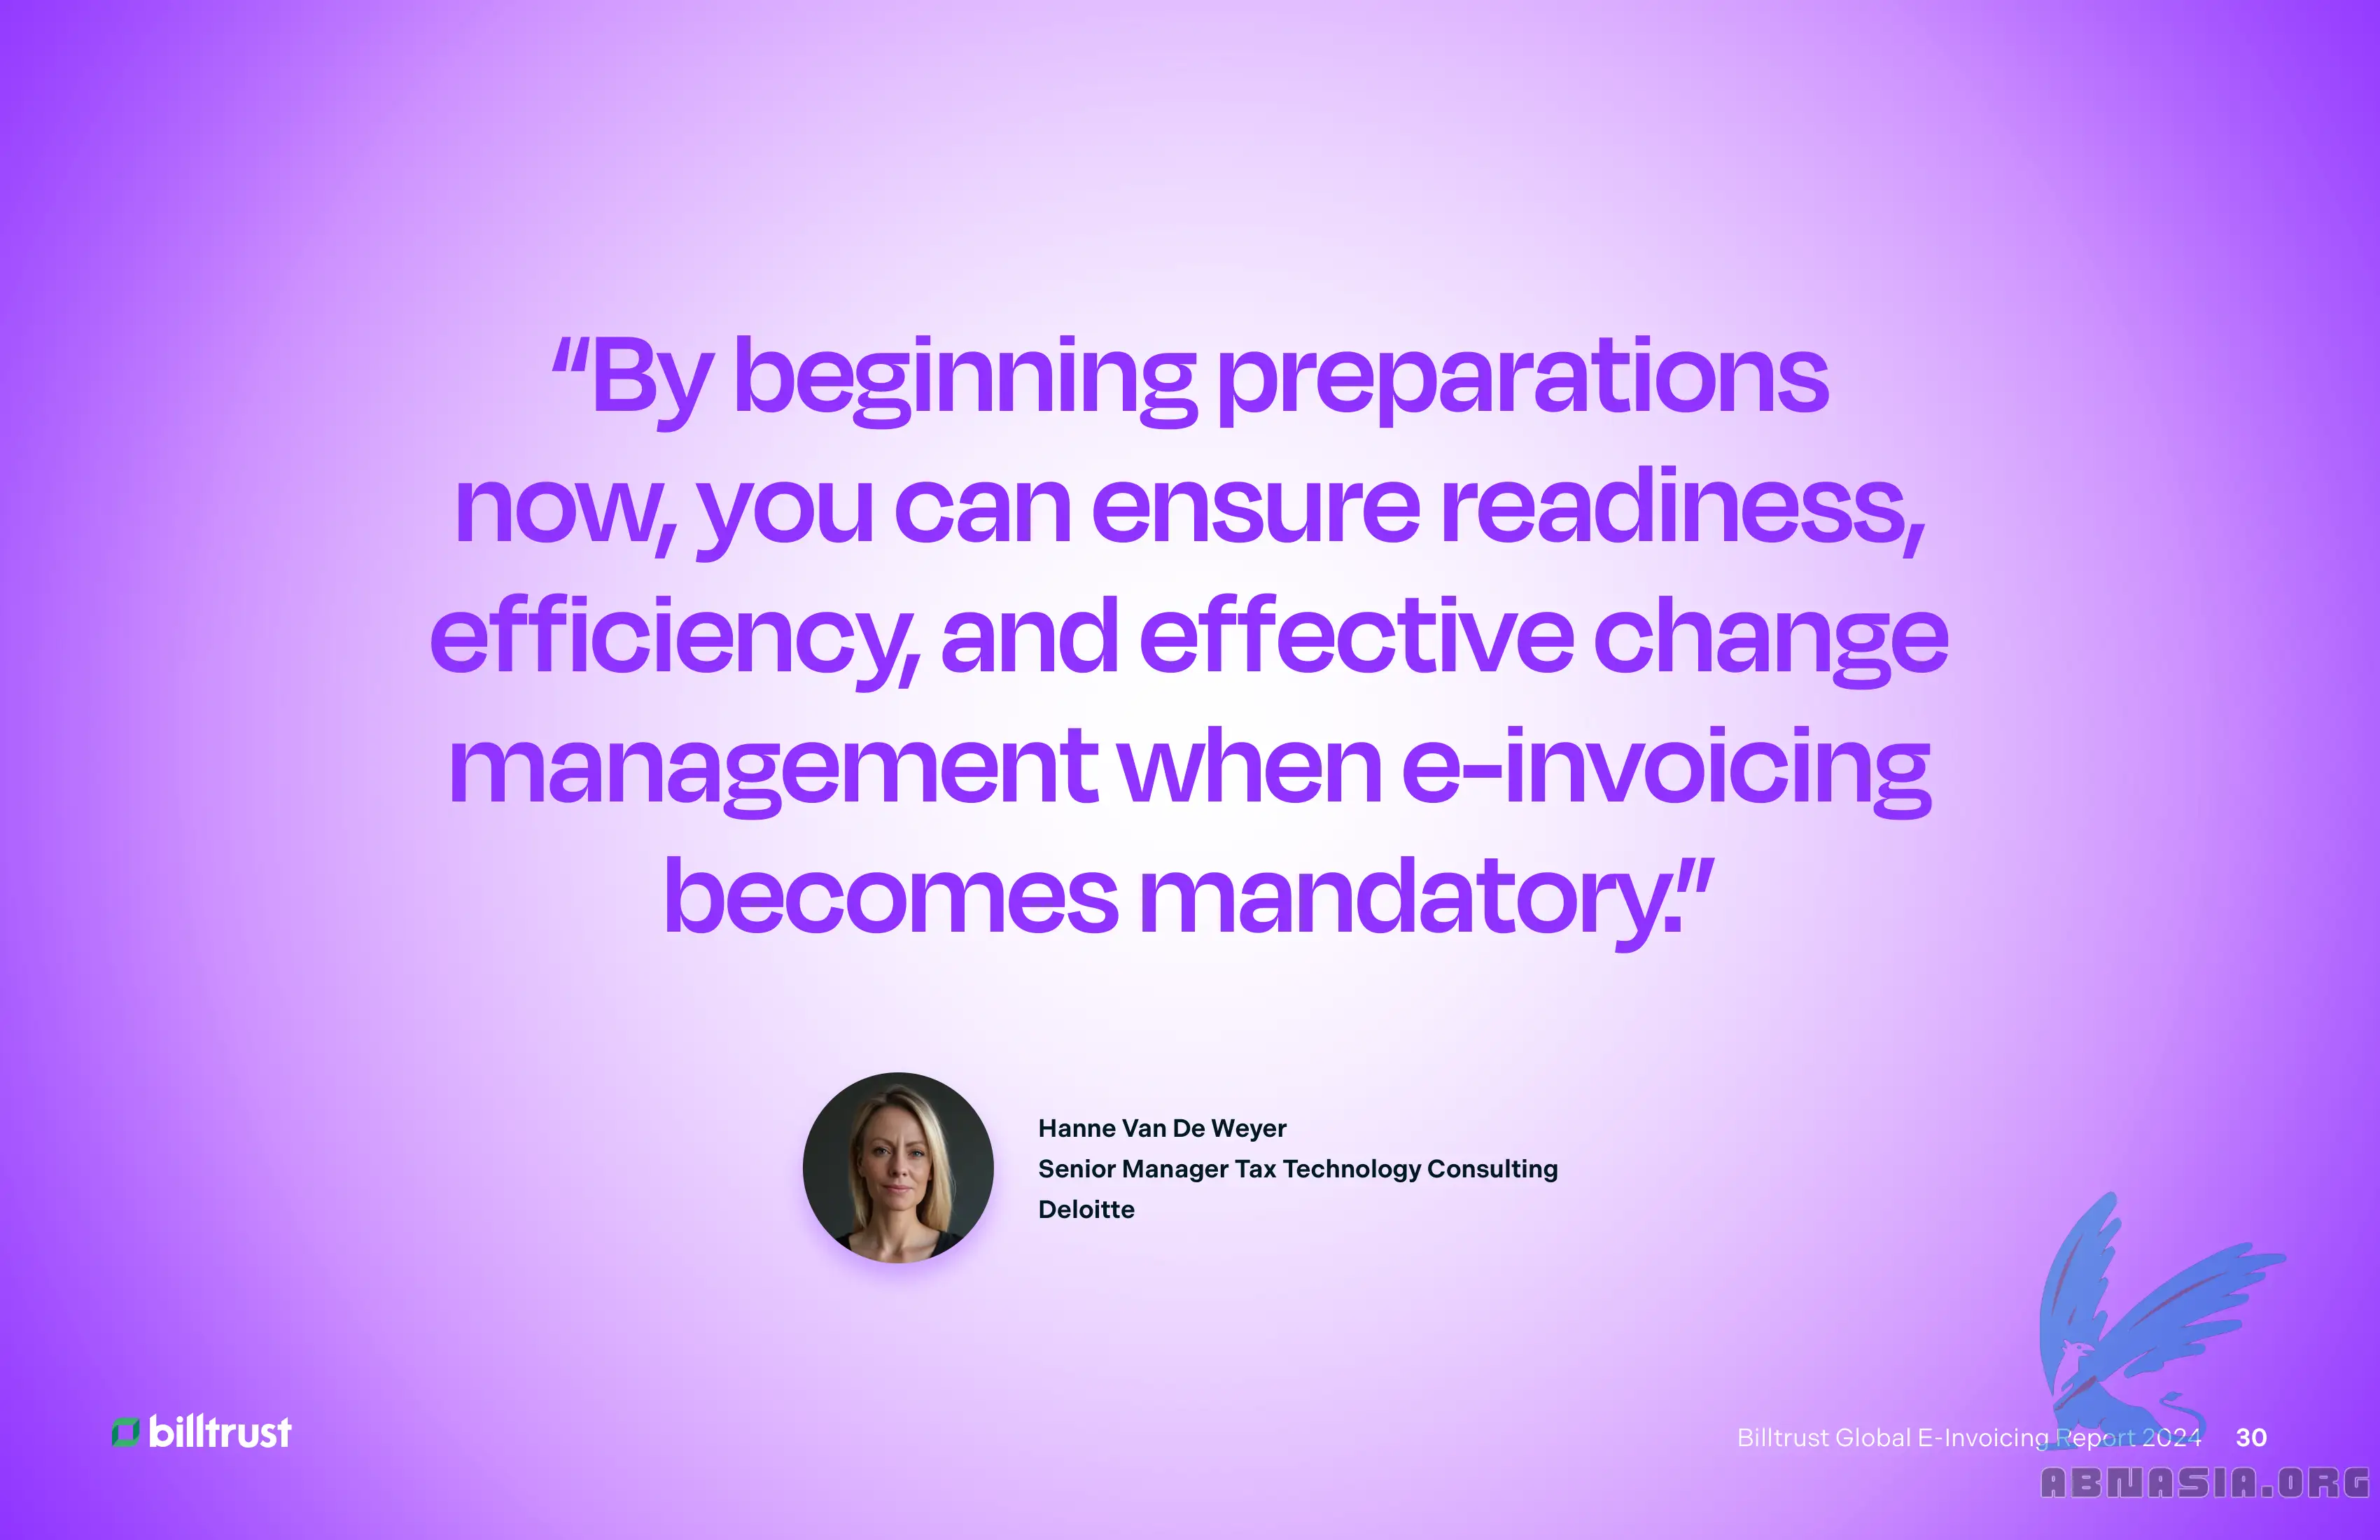 “By beginning preparations
now, you can ensure readiness,
efficiency, and effective change
management when e-invoicing
becomes mandatory.”
Hanne Van De Weyer
Senior Manager Tax Technology Consulting
Deloitte
billtrust
Billtrust Global E-Invoicing Report 2024 30
ABNASIA.ORG